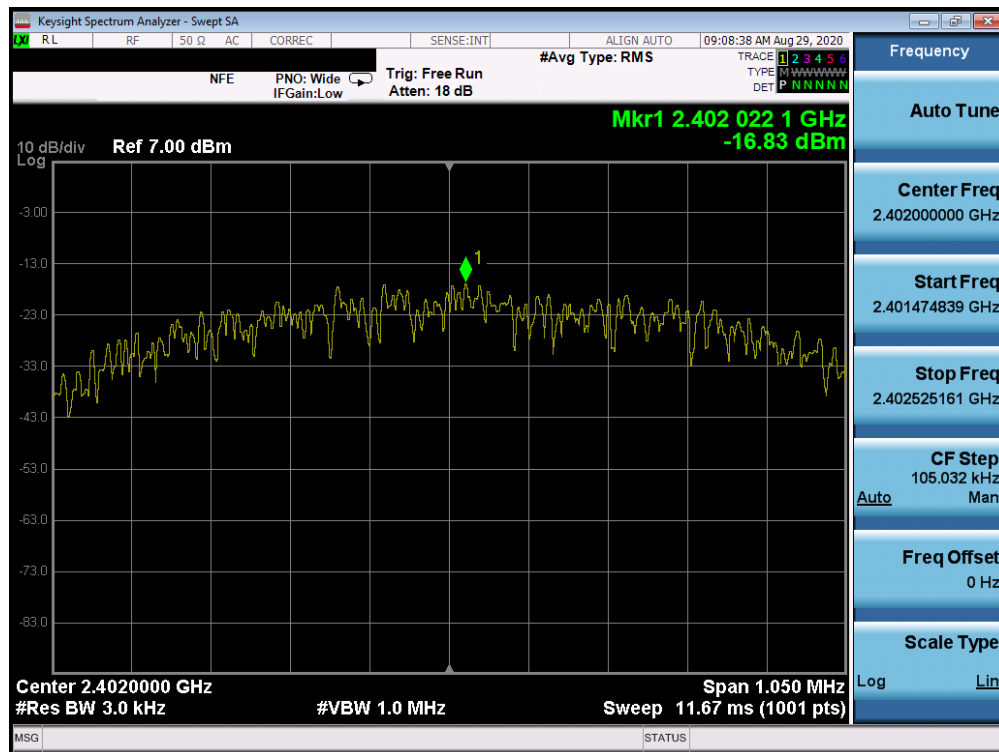 Keysight Spectrum Analyzer - Swept SA
LXI RL RF 50 Ω AC CORREC SENSE:INT ALIGN AUTO 09:08:38 AM Aug 29, 2020
NFE PNO: Wide Trig: Free Run #Avg Type: RMS TRACE 1 2 3 4 5 6
IFGain:Low Atten: 18 dB TYPE M WWWWW
DET P N N N N N
Mkr1 2.402 022 1 GHz
-16.83 dBm
10 dB/div Ref 7.00 dBm
Log
-3.00
-13.0
-23.0
-33.0
-43.0
-53.0
-63.0
-73.0
-83.0
1
Center 2.4020000 GHz Span 1.050 MHz
#Res BW 3.0 kHz #VBW 1.0 MHz Sweep 11.67 ms (1001 pts)
MSG STATUS
Frequency
Auto Tune
Center Freq
2.402000000 GHz
Start Freq
2.401474839 GHz
Stop Freq
2.402525161 GHz
CF Step
105.032 kHz
Auto Man
Freq Offset
0 Hz
Scale Type
Log Lin